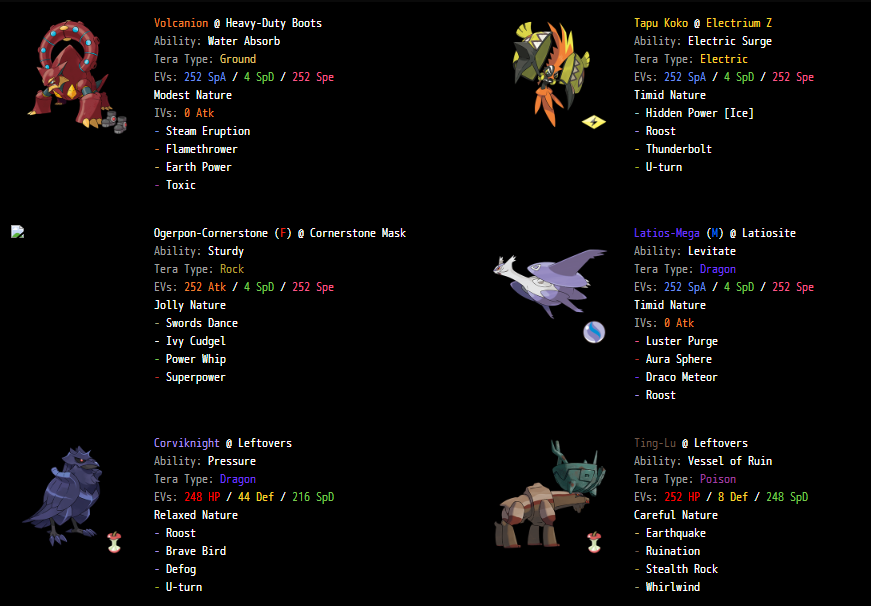 Volcanion @ Heavy-Duty Boots
Ability: Water Absorb
Tera Type: Ground
EVs: 252 SpA / 4 SpD / 252 Spe
Modest Nature
IVs: 0 Atk
- Steam Eruption
- Flamethrower
- Earth Power
- Toxic
Tapu Koko @ Electrium Z
Ability: Electric Surge
Tera Type: Electric
EVs: 252 SpA / 4 SpD / 252 Spe
Timid Nature
- Hidden Power [Ice]
- Roost
- Thunderbolt
- U-turn
Ogerpon-Cornerstone (F) @ Cornerstone Mask
Ability: Sturdy
Tera Type: Rock
EVs: 252 Atk / 4 SpD / 252 Spe
Jolly Nature
- Swords Dance
- Ivy Cudgel
- Power Whip
- Superpower
Latios-Mega (M) @ Latiosite
Ability: Levitate
Tera Type: Dragon
EVs: 252 SpA / 4 SpD / 252 Spe
Timid Nature
IVs: 0 Atk
- Luster Purge
- Aura Sphere
- Draco Meteor
- Roost
Corviknight @ Leftovers
Ability: Pressure
Tera Type: Dragon
EVs: 248 HP / 44 Def / 216 SpD
Relaxed Nature
- Roost
- Brave Bird
- Defog
- U-turn
Ting-Lu @ Leftovers
Ability: Vessel of Ruin
Tera Type: Poison
EVs: 252 HP / 8 Def / 248 SpD
Careful Nature
- Earthquake
- Ruination
- Stealth Rock
- Whirlwind